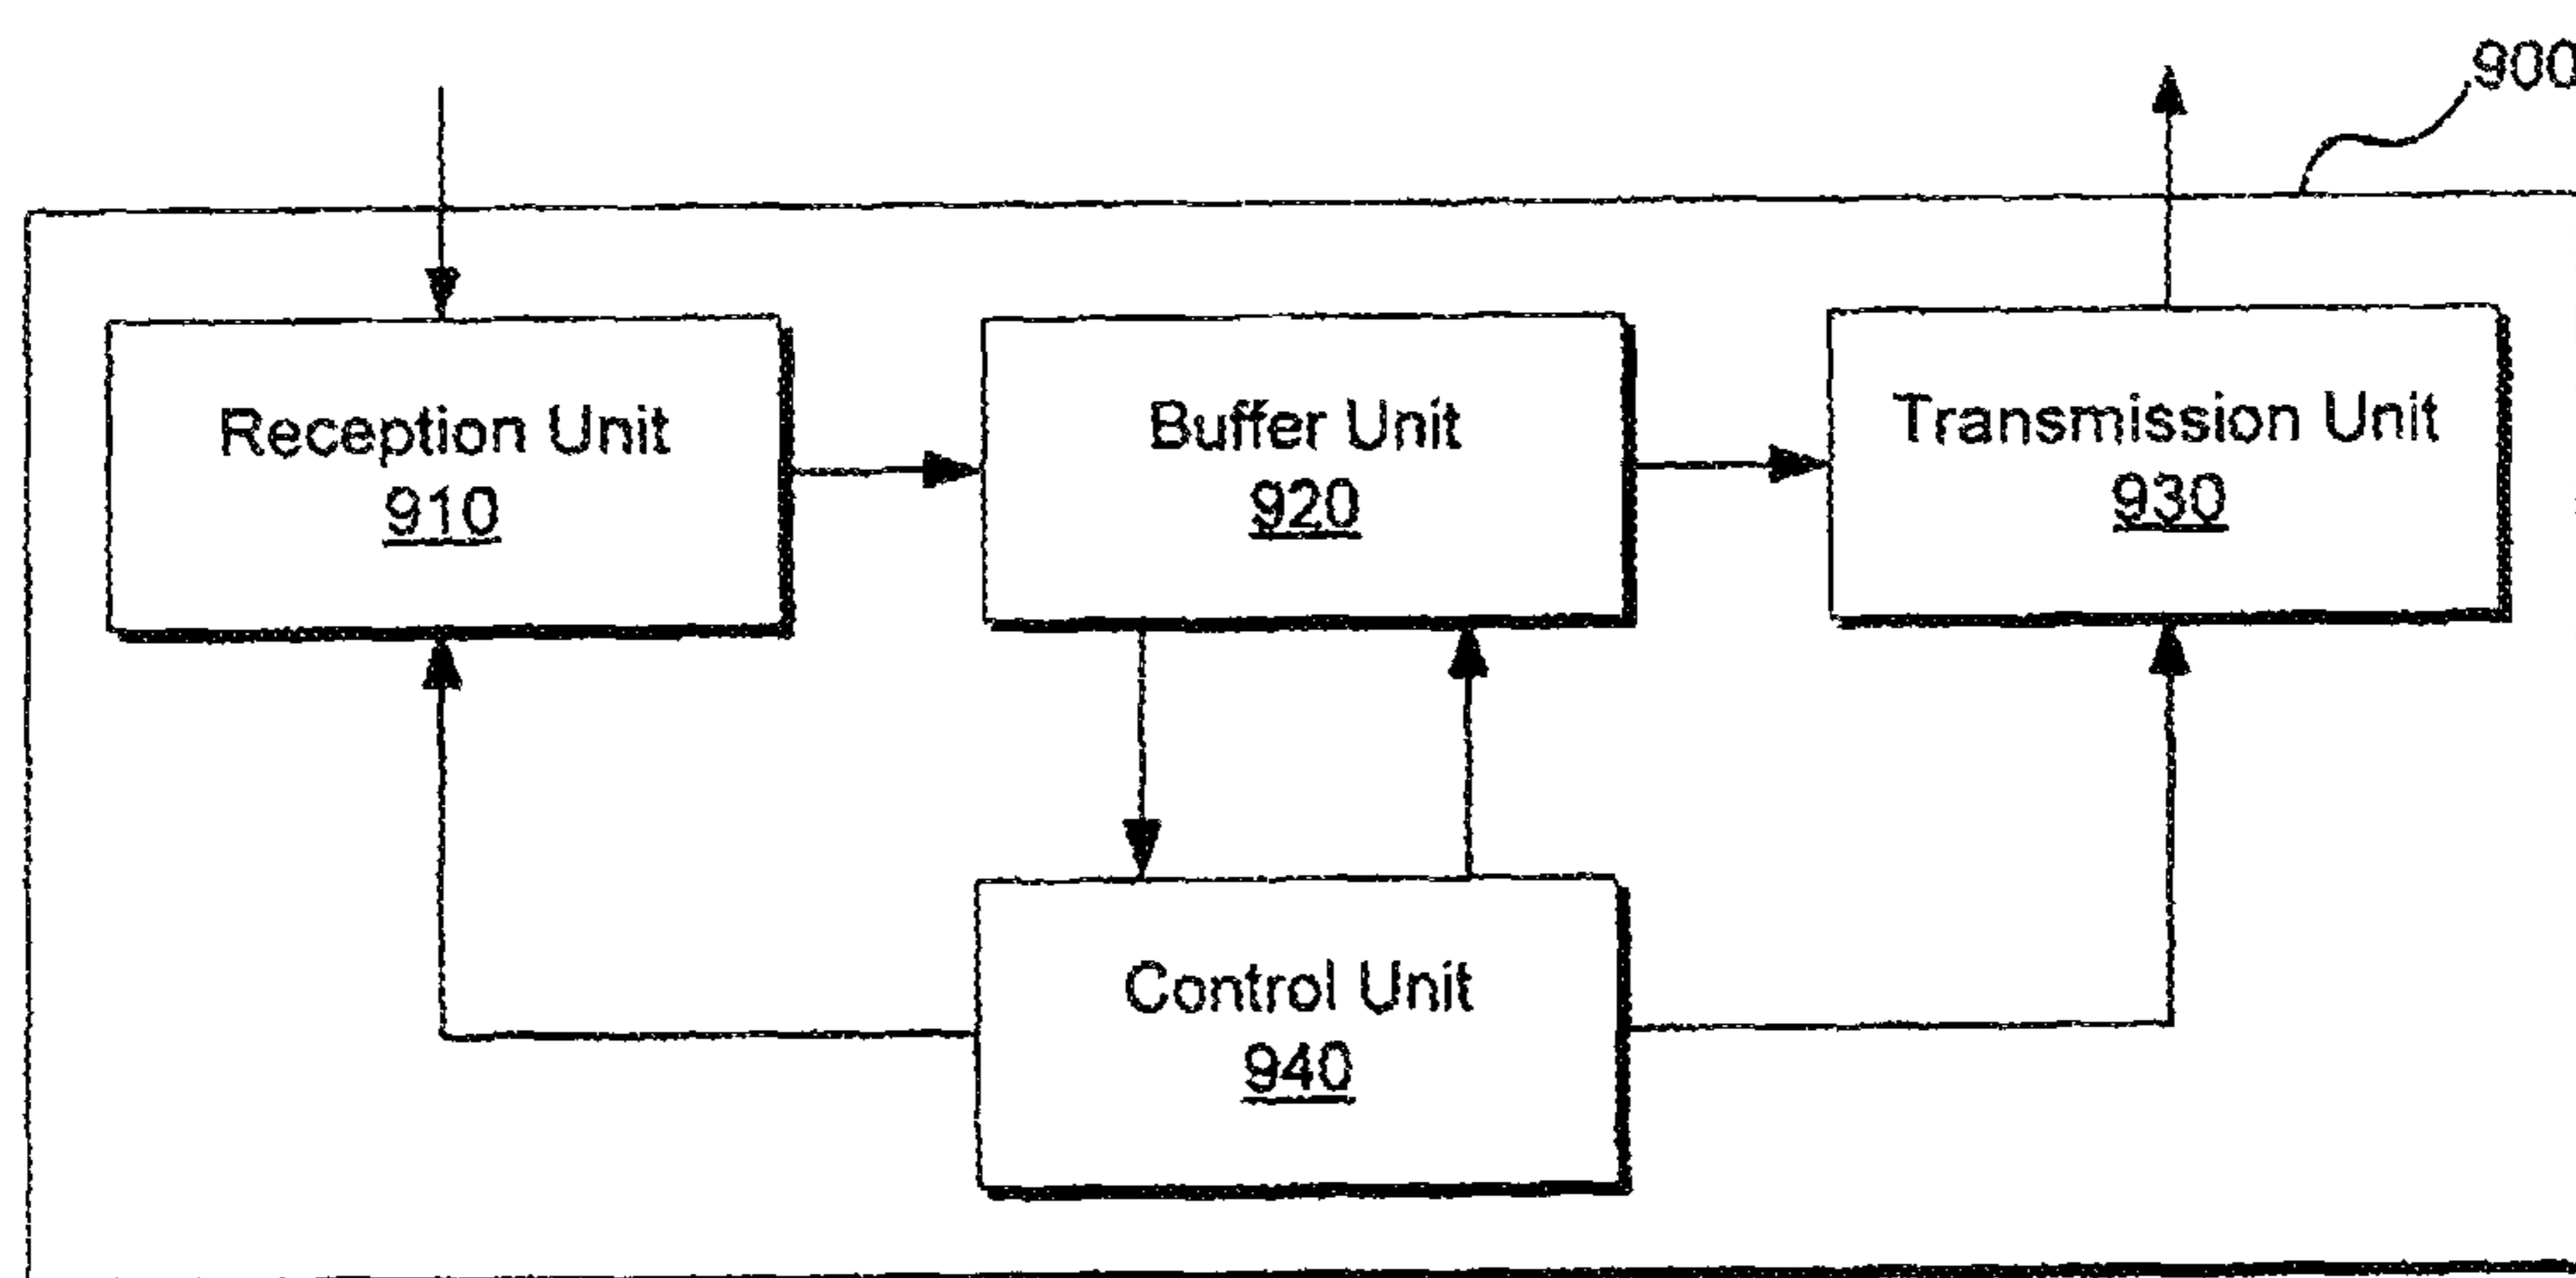 900
Reception Unit
910
Buffer Unit
920
Transmission Unit
930
Control Unit
940